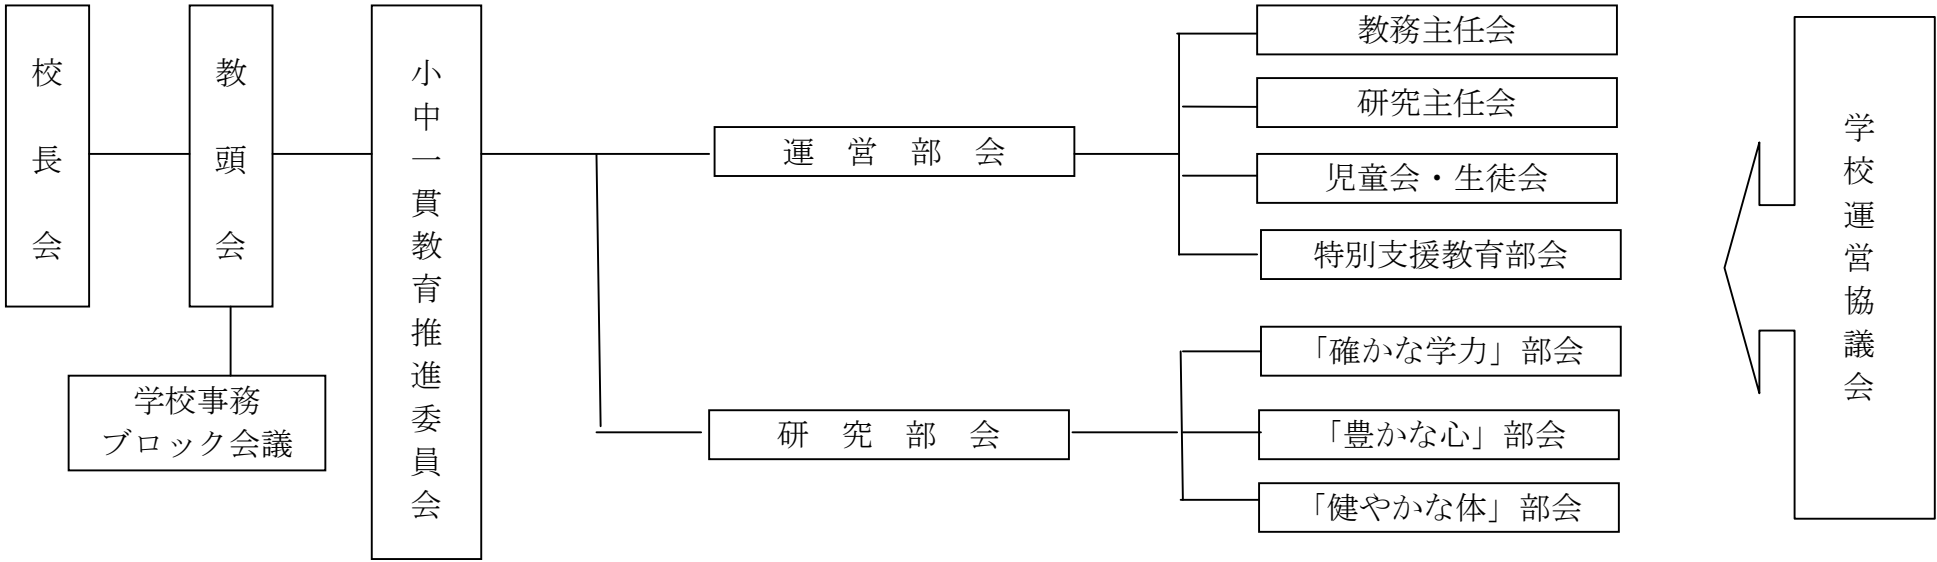 校長会
教頭会
学校事務
ブロック会議
小中一貫教育推進委員会
運営部会
研究部会
教務主任会
研究主任会
児童会・生徒会
特別支援教育部会
「確かな学力」部会
「豊かな心」部会
「健やかな体」部会
学校運営協議会